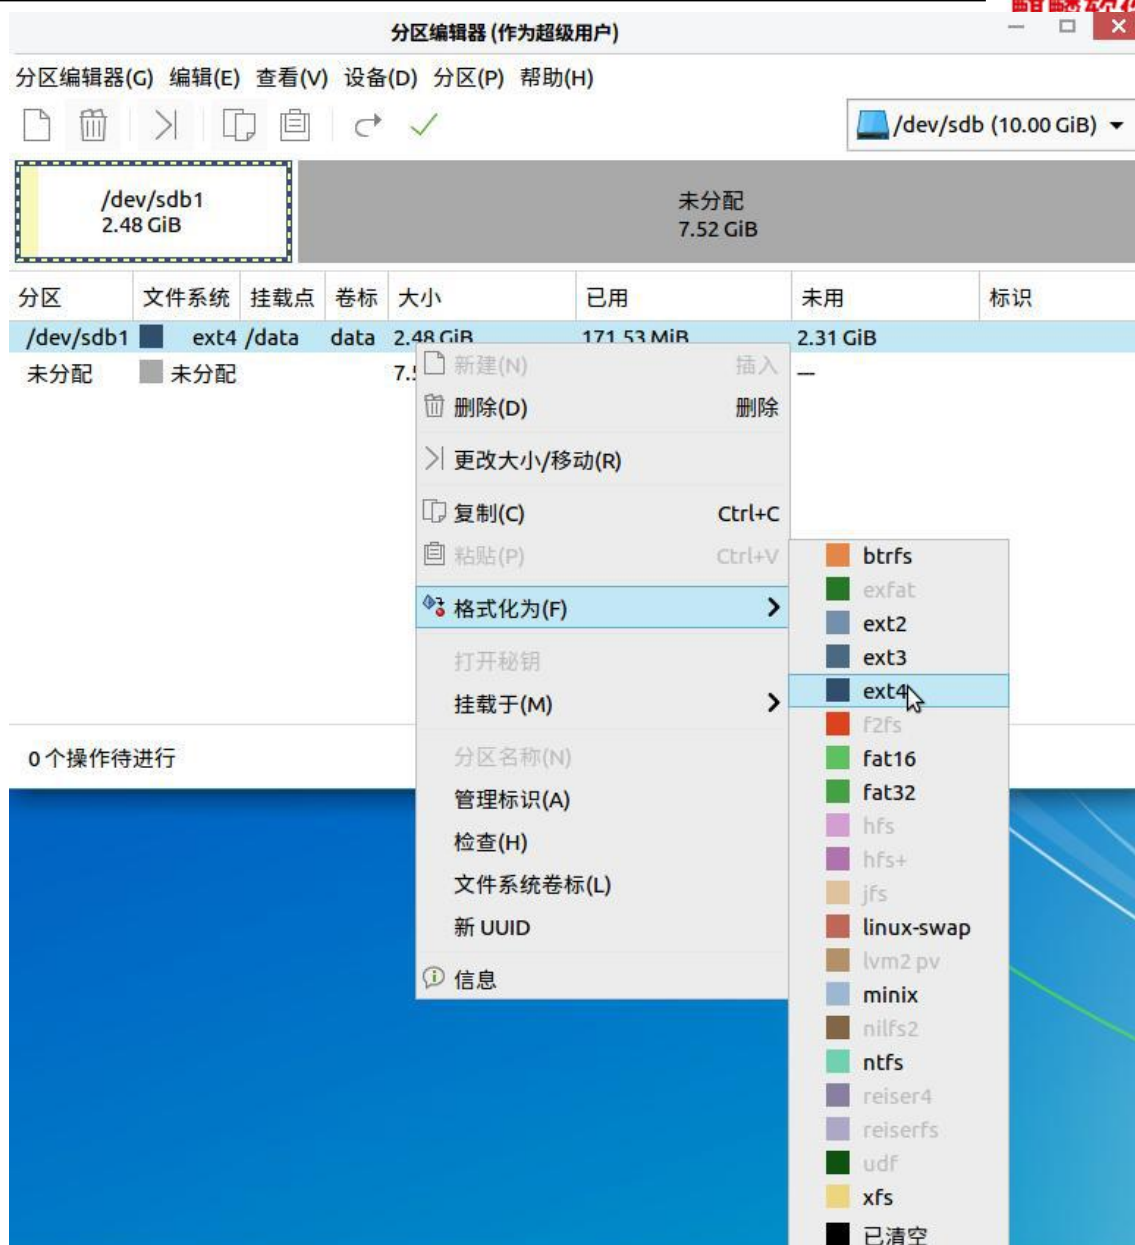 分区编辑器 (作为超级用户)
分区编辑器(G) 编辑(E) 查看(V) 设备(D) 分区(P) 帮助(H)
/dev/sdb (10.00 GiB)
/dev/sdb1
2.48 GiB
未分配
7.52 GiB
分区 文件系统 挂载点 卷标 大小 已用 未用 标识
/dev/sdb1 ext4 /data data 2.48 GiB 171.53 MiB 2.31 GiB
未分配 未分配 —
新建(N) 插入
删除(D) 删除
更改大小/移动(R)
复制(C) Ctrl+C
粘贴(P) Ctrl+V
格式化为(F)
打开秘钥
挂载于(M)
分区名称(N)
管理标识(A)
检查(H)
文件系统卷标(L)
新 UUID
信息
btrfs
exfat
ext2
ext3
ext4
f2fs
fat16
fat32
hfs
hfs+
jfs
linux-swap
lvm2 pv
minix
nilfs2
ntfs
reiser4
reiserfs
udf
xfs
已清空
0 个操作待进行